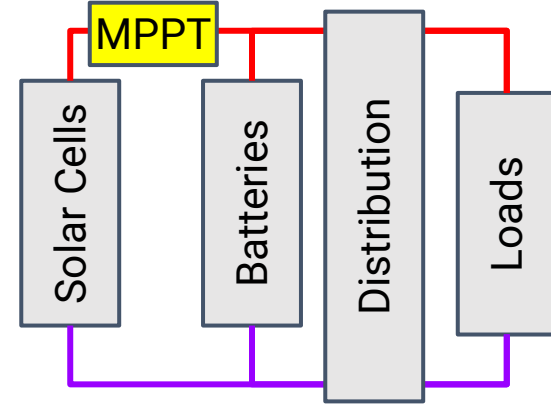 MPPT
Solar Cells
Batteries
Distribution
Loads